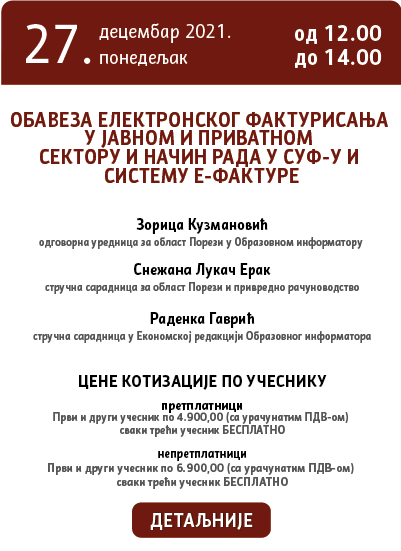 27. децембар 2021.
понедељак
од 12.00
до 14.00
ОБАВЕЗА ЕЛЕКТРОНСКОГ ФАКТУРИСАЊА
У ЈАВНОМ И ПРИВАТНОМ
СЕКТОРУ И НАЧИН РАДА У СУФ-У И
СИСТЕМУ Е-ФАКТУРЕ
Зорица Кузмановић
одговорна уредница за област Порези у Образовном информатору
Снежана Лукач Ерак
стручна сарадница за област Порези и привредно рачуноводство
Раденка Гаврић
стручна сарадница у Економској редакцији Образовног информатора
ЦЕНЕ КОТИЗАЦИЈЕ ПО УЧЕСНИКУ
претплатници
Први и други учесник по 4.900,00 (са урачунатим ПДВ-ом)
сваки трећи учесник БЕСПЛАТНО
непретплатници
Први и други учесник по 6.900,00 (са урачунатим ПДВ-ом)
сваки трећи учесник БЕСПЛАТНО
ДЕТАЉНИЈЕ